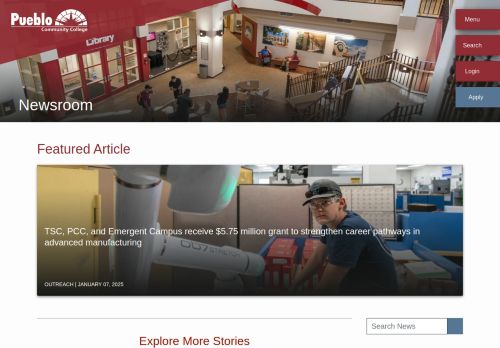 Pueblo
Community College
Menu
Search
Login
Apply
Library
Newsroom
Featured Article
TSC, PCC, and Emergent Campus receive $5.75 million grant to strengthen career pathways in
advanced manufacturing
OUTREACH | JANUARY 07, 2025
Search News
Explore More Stories